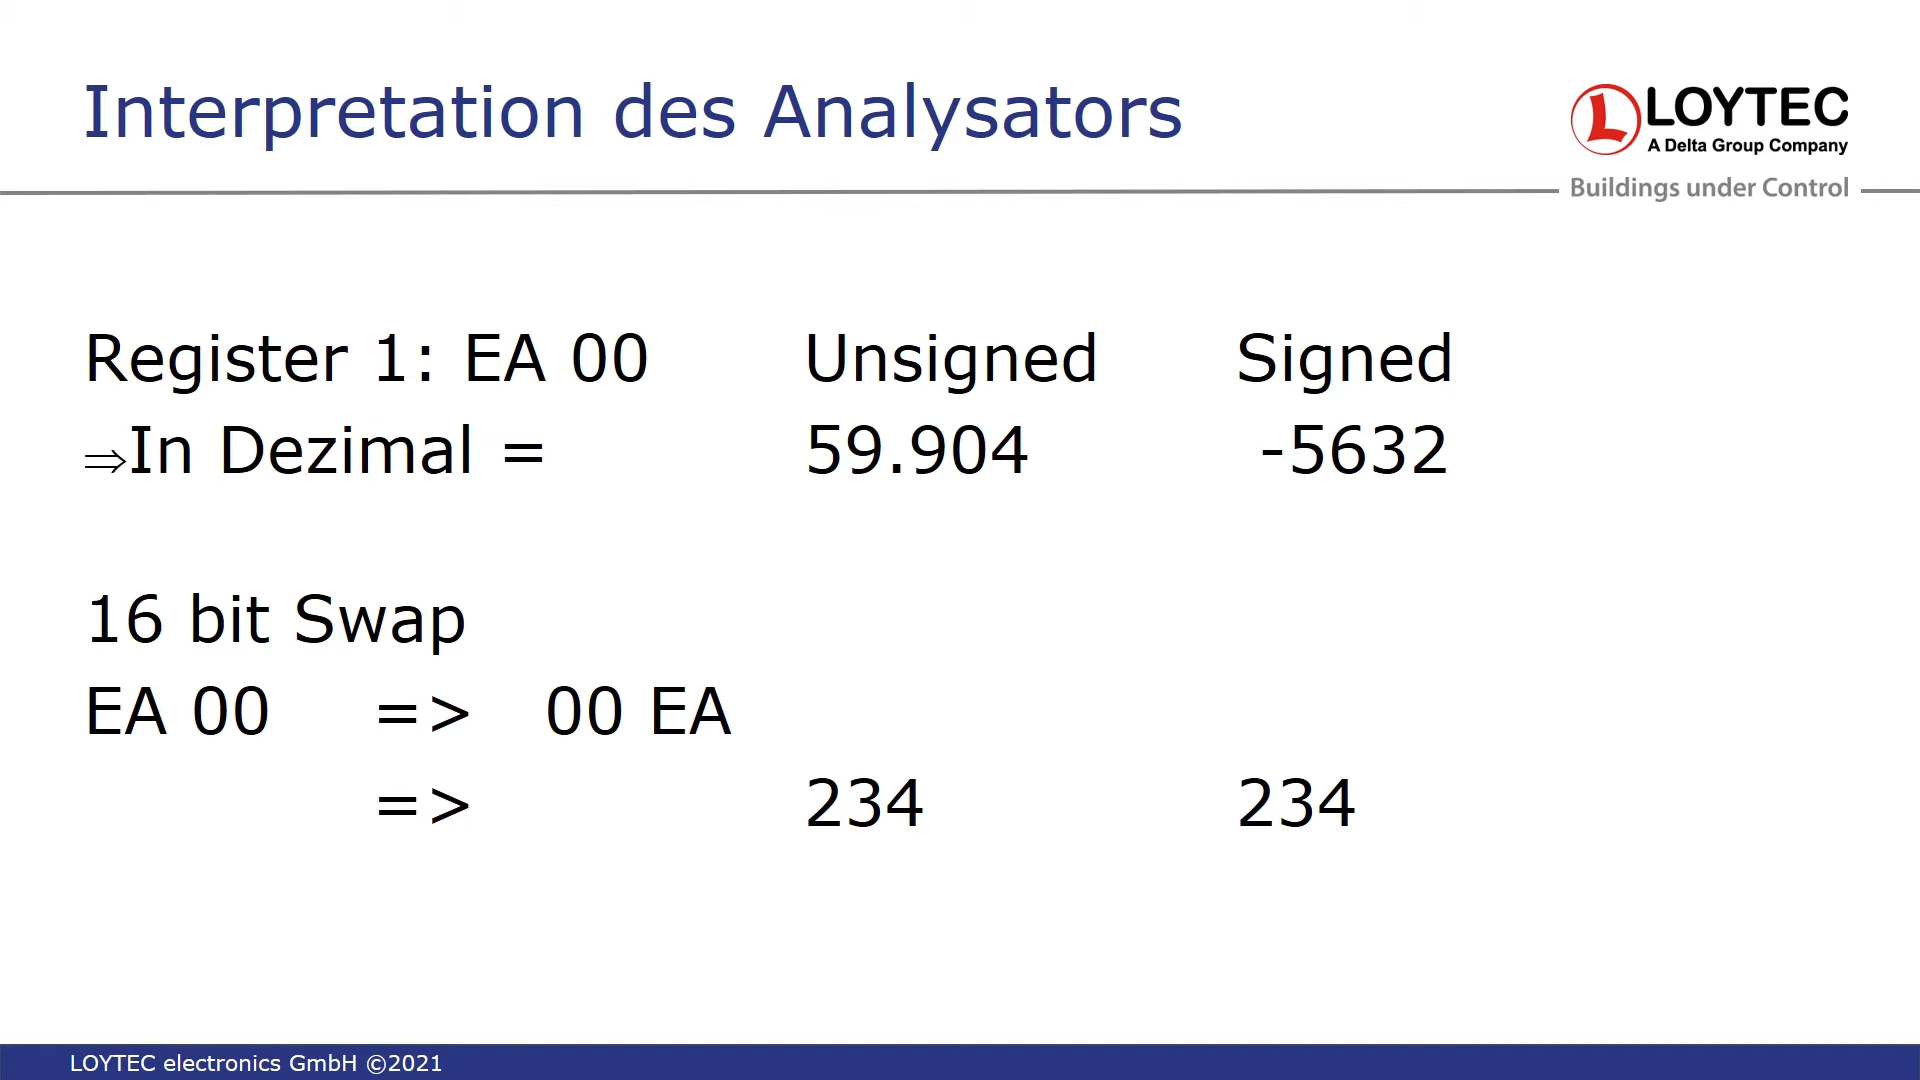 Interpretation des Analysators
LOYTEC
A Delta Group Company
Buildings under Control
Register 1: EA 00 Unsigned Signed
⇒In Dezimal = 59.904 -5632
16 bit Swap
EA 00 => 00 EA
=> 234 234
LOYTEC electronics GmbH ©2021